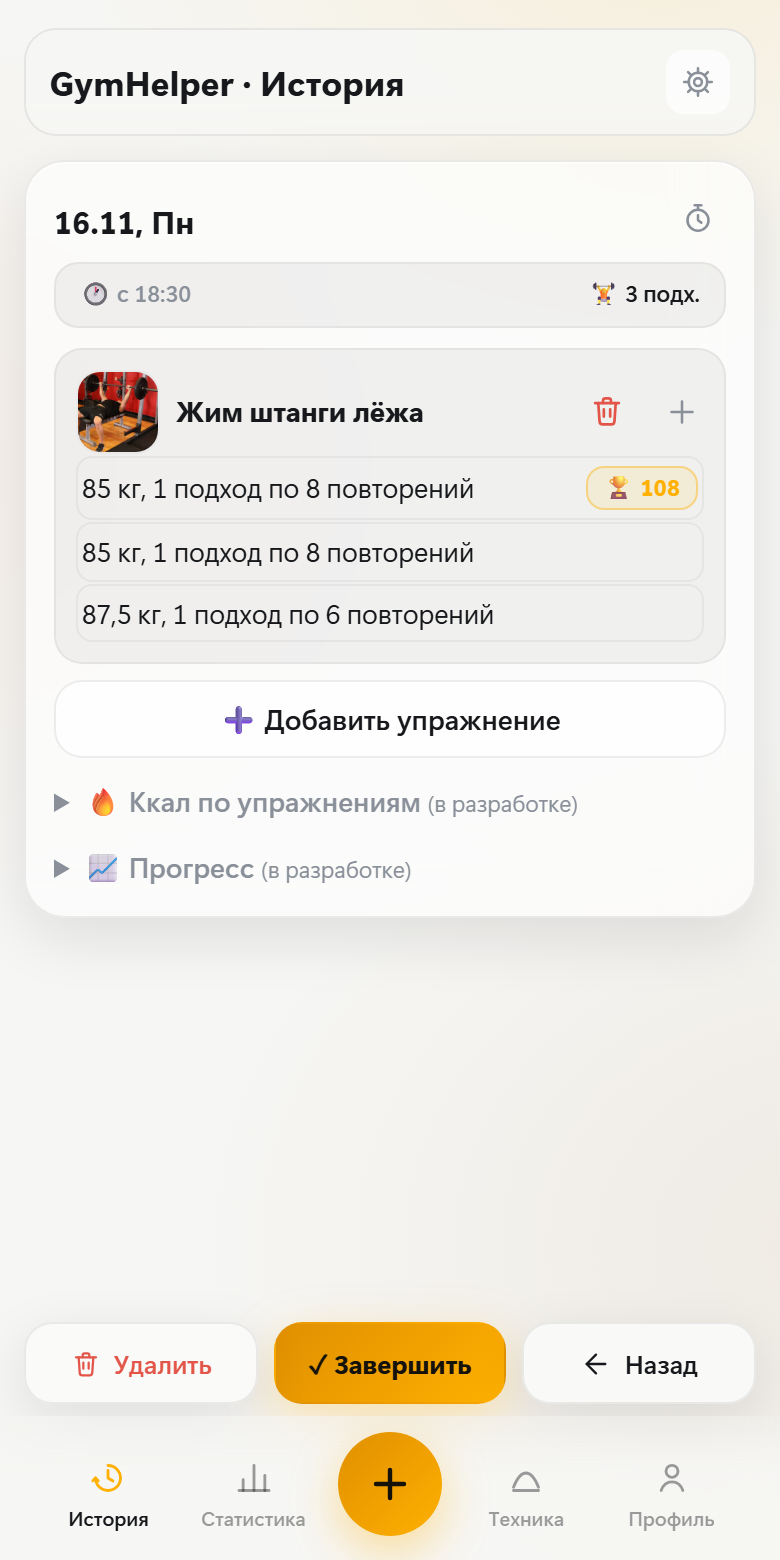 GymHelper · История
16.11, Пн
с 18:30
3 подх.
Жим штанги лёжа
85 кг, 1 подход по 8 повторений
108
85 кг, 1 подход по 8 повторений
87,5 кг, 1 подход по 6 повторений
Добавить упражнение
Ккал по упражнениям (в разработке)
Прогресс (в разработке)
Удалить
✓ Завершить
Назад
История
Статистика
Техника
Профиль